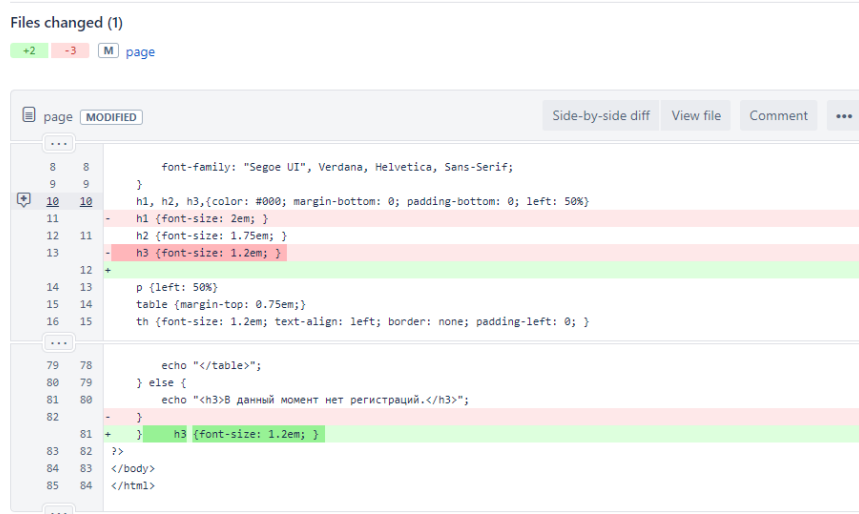 Files changed (1)
+2 -3 M page
page MODIFIED Side-by-side diff View file Comment •••
...
8 8 font-family: "Segoe UI", Verdana, Helvetica, Sans-Serif;
9 9 }
10 10 h1, h2, h3,{color: #000; margin-bottom: 0; padding-bottom: 0; left: 50%}
11 - h1 {font-size: 2em; }
12 11 h2 {font-size: 1.75em; }
13 - h3 {font-size: 1.2em; }
12 +
14 13 p {left: 50%}
15 14 table {margin-top: 0.75em;}
16 15 th {font-size: 1.2em; text-align: left; border: none; padding-left: 0; }
...
79 78 echo "</table>";
80 79 } else {
81 80 echo "<h3>В данный момент нет регистраций.</h3>";
82 - }
81 + } h3 {font-size: 1.2em; }
83 82 ?>
84 83 </body>
85 84 </html>
...